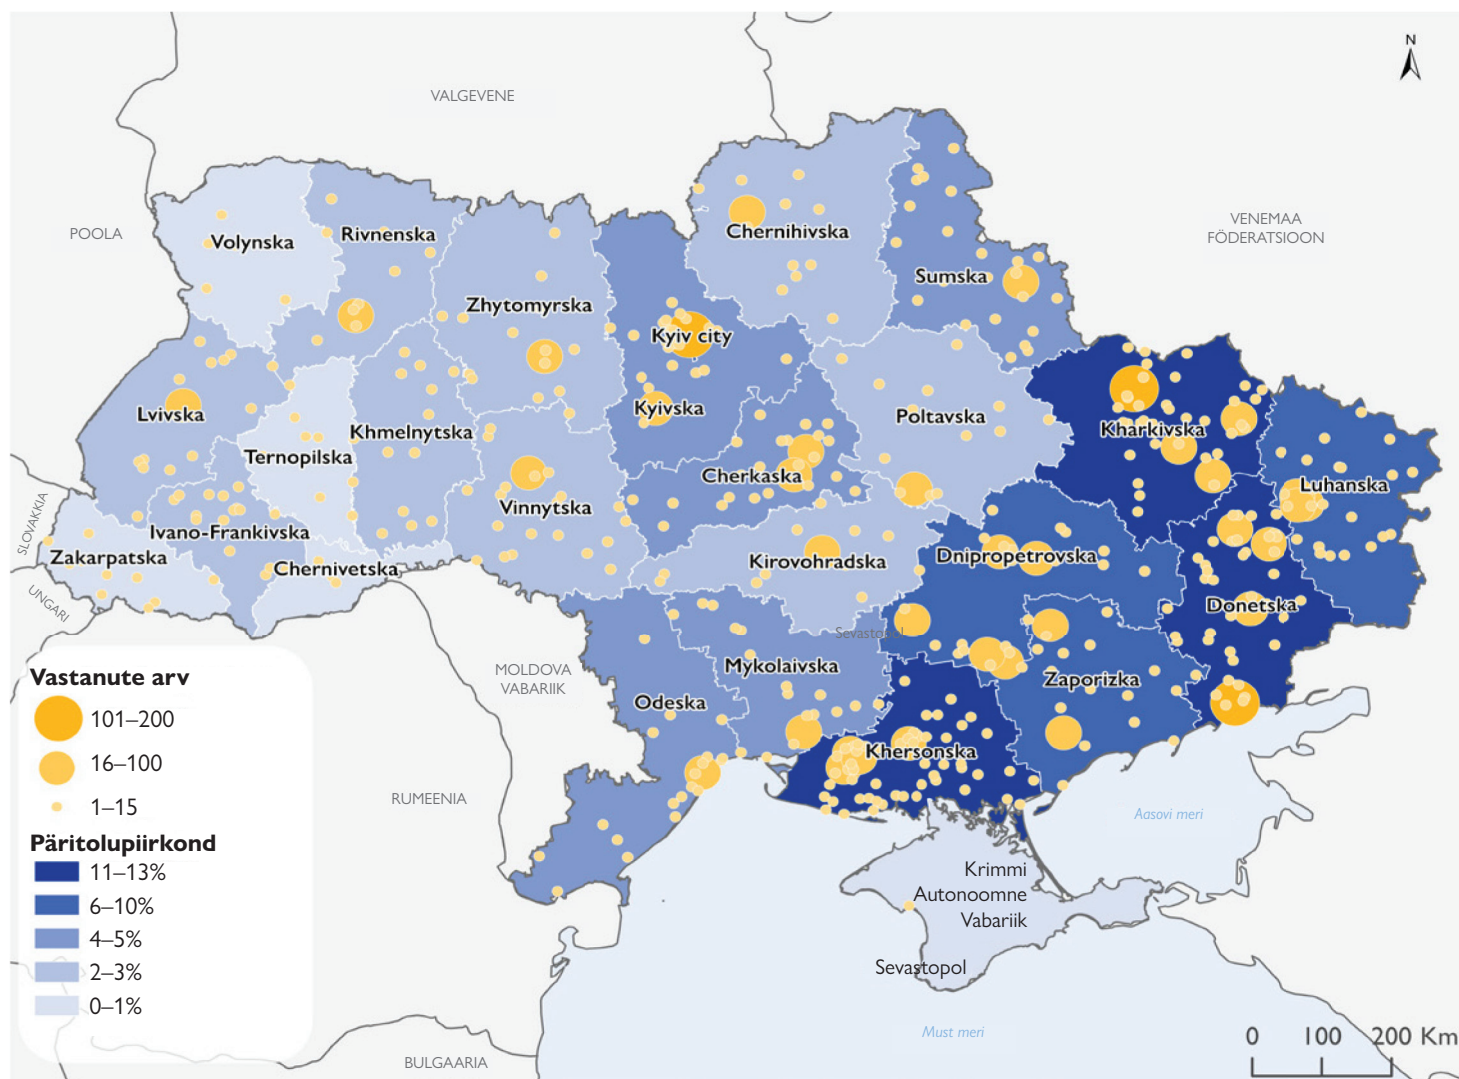 N
VALGEVENE
POOLA
VENEMAA
FÖDERATSIOON
Volynska
Rivnenska
Chernihivska
Sumska
Zhytomyrska
Kyiv city
Kyivska
Lvivska
Poltavska
Kharkivska
Khmelnytska
Ternopilska
Cherkaska
Luhanska
Vinnytska
Ivano-Frankivska
SLOVAKKIA
Zakarpatska
Chernivetska
Kirovohradska
Dnipropetrovska
UNGARI
Donetska
Sevastopol
MOLDOVA
VABARIIK
Mykolaivska
Zaporizka
Odeska
Khersonska
RUMEENIA
Aasovi meri
Krimmi
Autonoomne
Vabariik
Sevastopol
Must meri
BULGAARIA
Vastanute arv
101–200
16–100
1–15
Päritolupiirkond
11–13%
6–10%
4–5%
2–3%
0–1%
0 100 200 Km